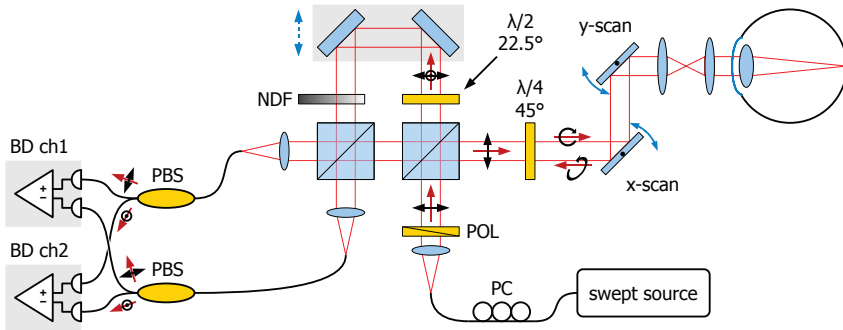 y-scan
λ/2
22.5°
NDF
λ/4
45°
BD ch1
PBS
x-scan
+
−
BD ch2
PBS
POL
PC
+
−
swept source